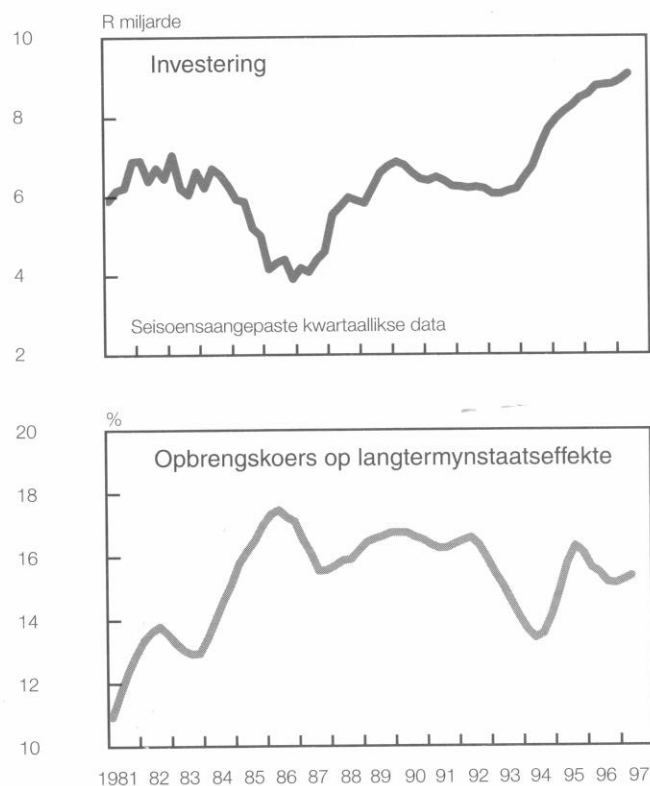 R miljarde
10
Investering
8
6
4
Seisoensaangepaste kwartaallikse data
2
%
20
Opbrengskoers op langtermynstaatseffekte
18
16
14
12
10
1981 82 83 84 85 86 87 88 89 90 91 92 93 94 95 96 97